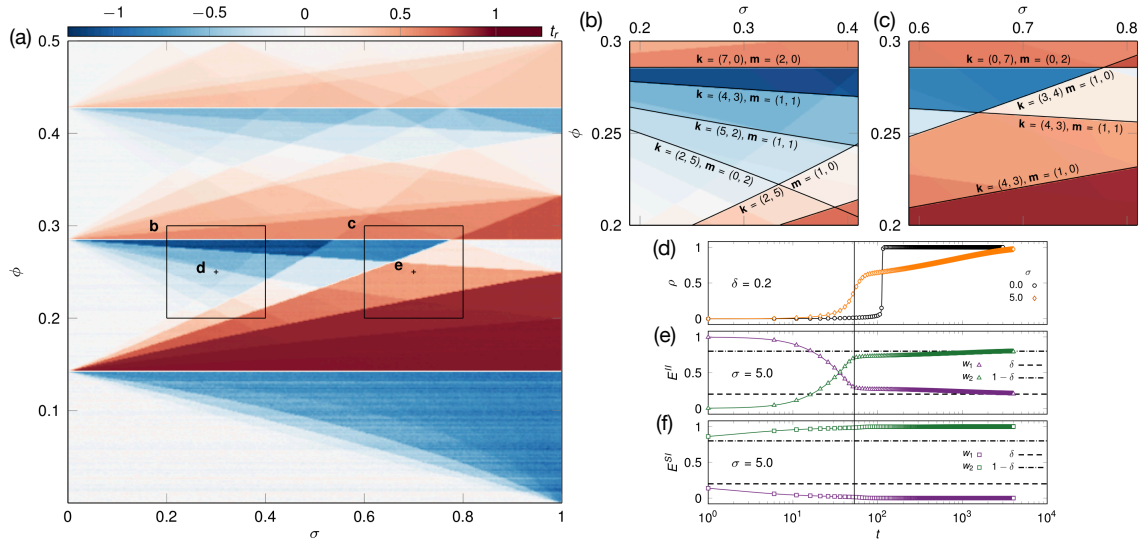 (a)
−1 −0.5 0 0.5 1 t_r
0.5
0.4
0.3
0.2
0.1
ϕ
b
c
d
e
0 0.2 0.4 0.6 0.8 1
σ
(b)
σ
0.2 0.3 0.4
0.3
0.25
0.2
ϕ
k = (7, 0), m = (2, 0)
k = (4, 3), m = (1, 1)
k = (5, 2), m = (1, 1)
k = (2, 5), m = (0, 2)
k = (2, 5) m = (1, 0)
(c)
σ
0.6 0.7 0.8
0.3
0.25
0.2
k = (0, 7), m = (0, 2)
k = (3, 4) m = (1, 0)
k = (4, 3), m = (1, 1)
k = (4, 3), m = (1, 0)
(d)
1
0.5
0
ρ
δ = 0.2
σ
0.0
5.0
(e)
1
0.5
0
E^II
σ = 5.0
w₁ δ
w₂ 1 − δ
(f)
1
0.5
0
E^SI
σ = 5.0
w₁ δ
w₂ 1 − δ
10⁰ 10¹ 10² 10³ 10⁴
t